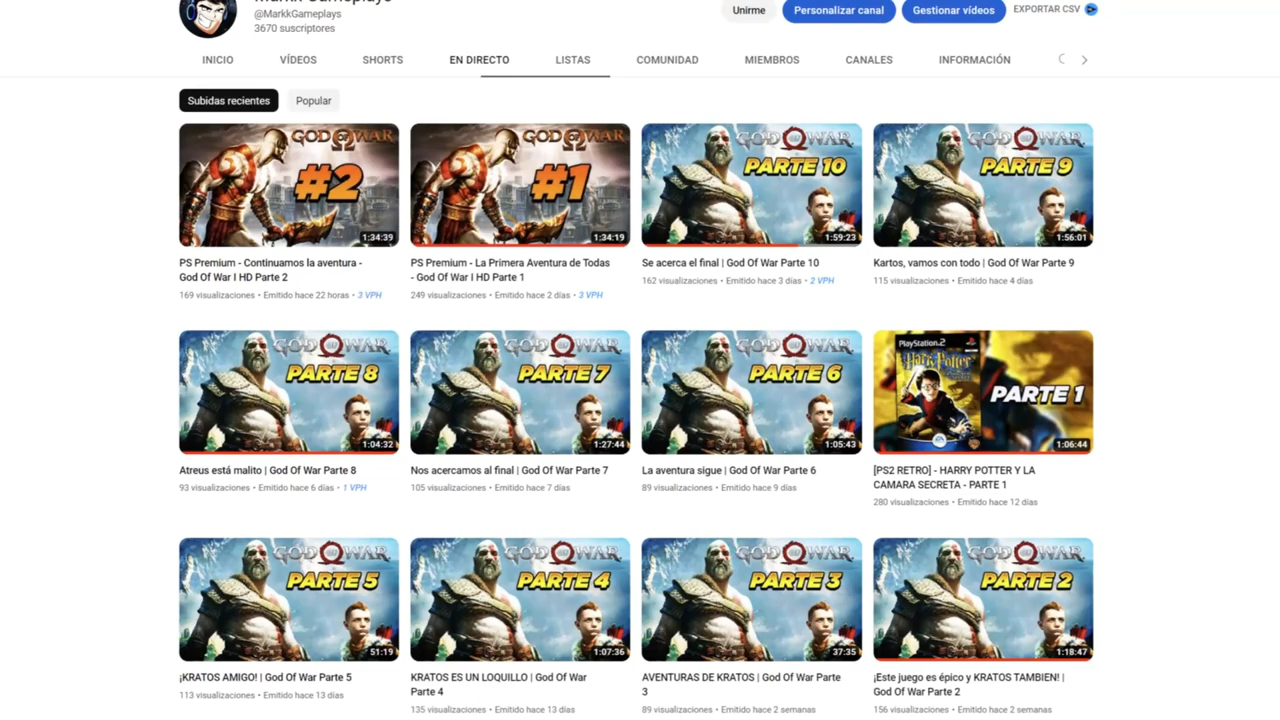 @MarkkGameplays
3670 suscriptores
Unirme
Personalizar canal
Gestionar vídeos
EXPORTAR CSV
INICIO
VÍDEOS
SHORTS
EN DIRECTO
LISTAS
COMUNIDAD
MIEMBROS
CANALES
INFORMACIÓN
Subidas recientes
Popular
GOD OF WAR
#2
1:34:39
GOD OF WAR
#1
1:34:19
GOD OF WAR
PARTE 10
1:59:23
GOD OF WAR
PARTE 9
1:56:01
PS Premium - Continuamos la aventura -
God Of War I HD Parte 2
169 visualizaciones • Emitido hace 22 horas • 3 VPH
PS Premium - La Primera Aventura de Todas
- God Of War I HD Parte 1
249 visualizaciones • Emitido hace 2 días • 3 VPH
Se acerca el final | God Of War Parte 10
162 visualizaciones • Emitido hace 3 días • 2 VPH
Kartos, vamos con todo | God Of War Parte 9
115 visualizaciones • Emitido hace 4 días
GOD OF WAR
PARTE 8
1:04:32
GOD OF WAR
PARTE 7
1:27:44
GOD OF WAR
PARTE 6
1:05:43
PlayStation 2
Harry Potter
EA
PARTE 1
1:06:44
Atreus está malito | God Of War Parte 8
93 visualizaciones • Emitido hace 6 días • 1 VPH
Nos acercamos al final | God Of War Parte 7
105 visualizaciones • Emitido hace 7 días
La aventura sigue | God Of War Parte 6
89 visualizaciones • Emitido hace 9 días
[PS2 RETRO] - HARRY POTTER Y LA
CAMARA SECRETA - PARTE 1
280 visualizaciones • Emitido hace 12 días
GOD OF WAR
PARTE 5
51:19
GOD OF WAR
PARTE 4
1:07:36
GOD OF WAR
PARTE 3
37:35
GOD OF WAR
PARTE 2
1:18:47
¡KRATOS AMIGO! | God Of War Parte 5
113 visualizaciones • Emitido hace 13 días
KRATOS ES UN LOQUILLO | God Of War
Parte 4
135 visualizaciones • Emitido hace 13 días
AVENTURAS DE KRATOS | God Of War Parte
3
89 visualizaciones • Emitido hace 2 semanas
¡Este juego es épico y KRATOS TAMBIEN! |
God Of War Parte 2
156 visualizaciones • Emitido hace 2 semanas